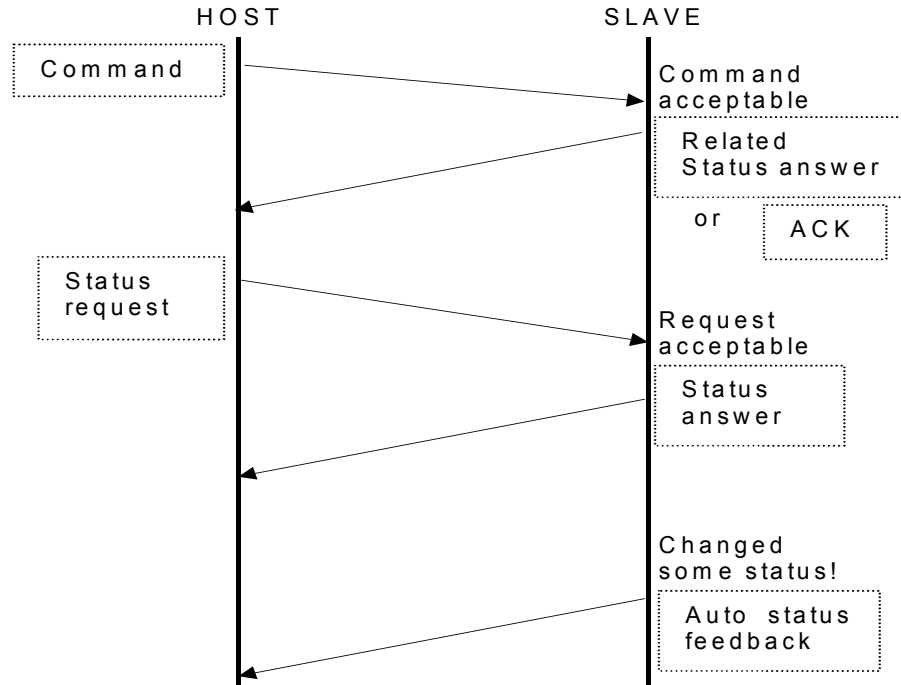 HOST
SLAVE
Command
Command
acceptable
Related
Status answer
or
ACK
Status
request
Request
acceptable
Status
answer
Changed
some status!
Auto status
feedback